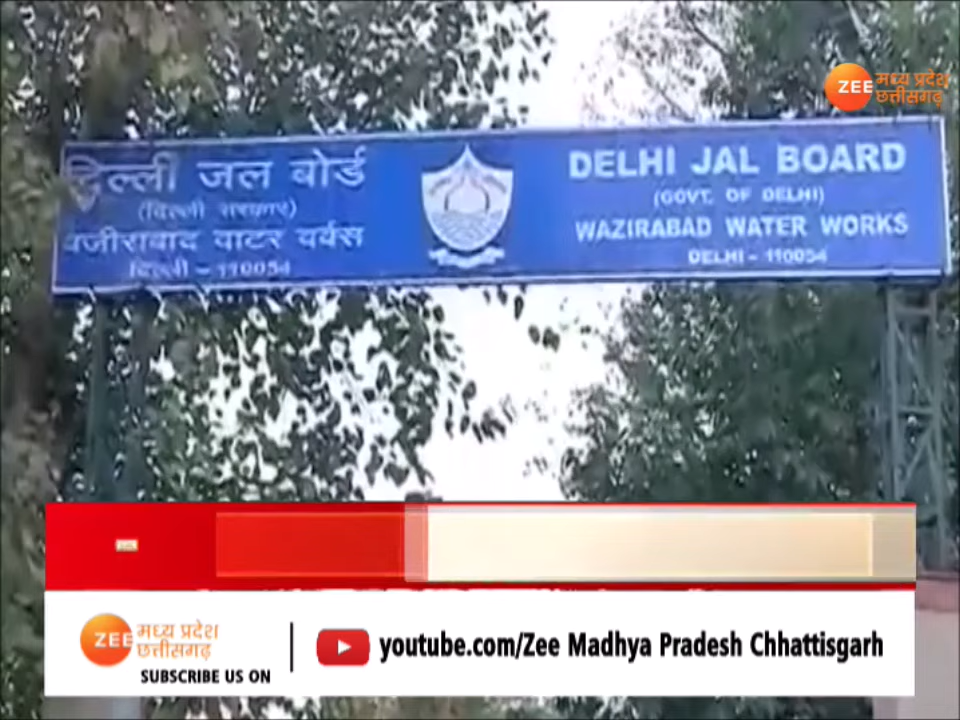 ZEE मध्य प्रदेश
छत्तीसगढ़
दिल्ली जल बोर्ड
(दिल्ली सरकार)
वजीराबाद वाटर वर्क्स
दिल्ली - 110054
DELHI JAL BOARD
(GOVT. OF DELHI)
WAZIRABAD WATER WORKS
DELHI - 110054
ZEE मध्य प्रदेश
छत्तीसगढ़
SUBSCRIBE US ON
youtube.com/Zee Madhya Pradesh Chhattisgarh